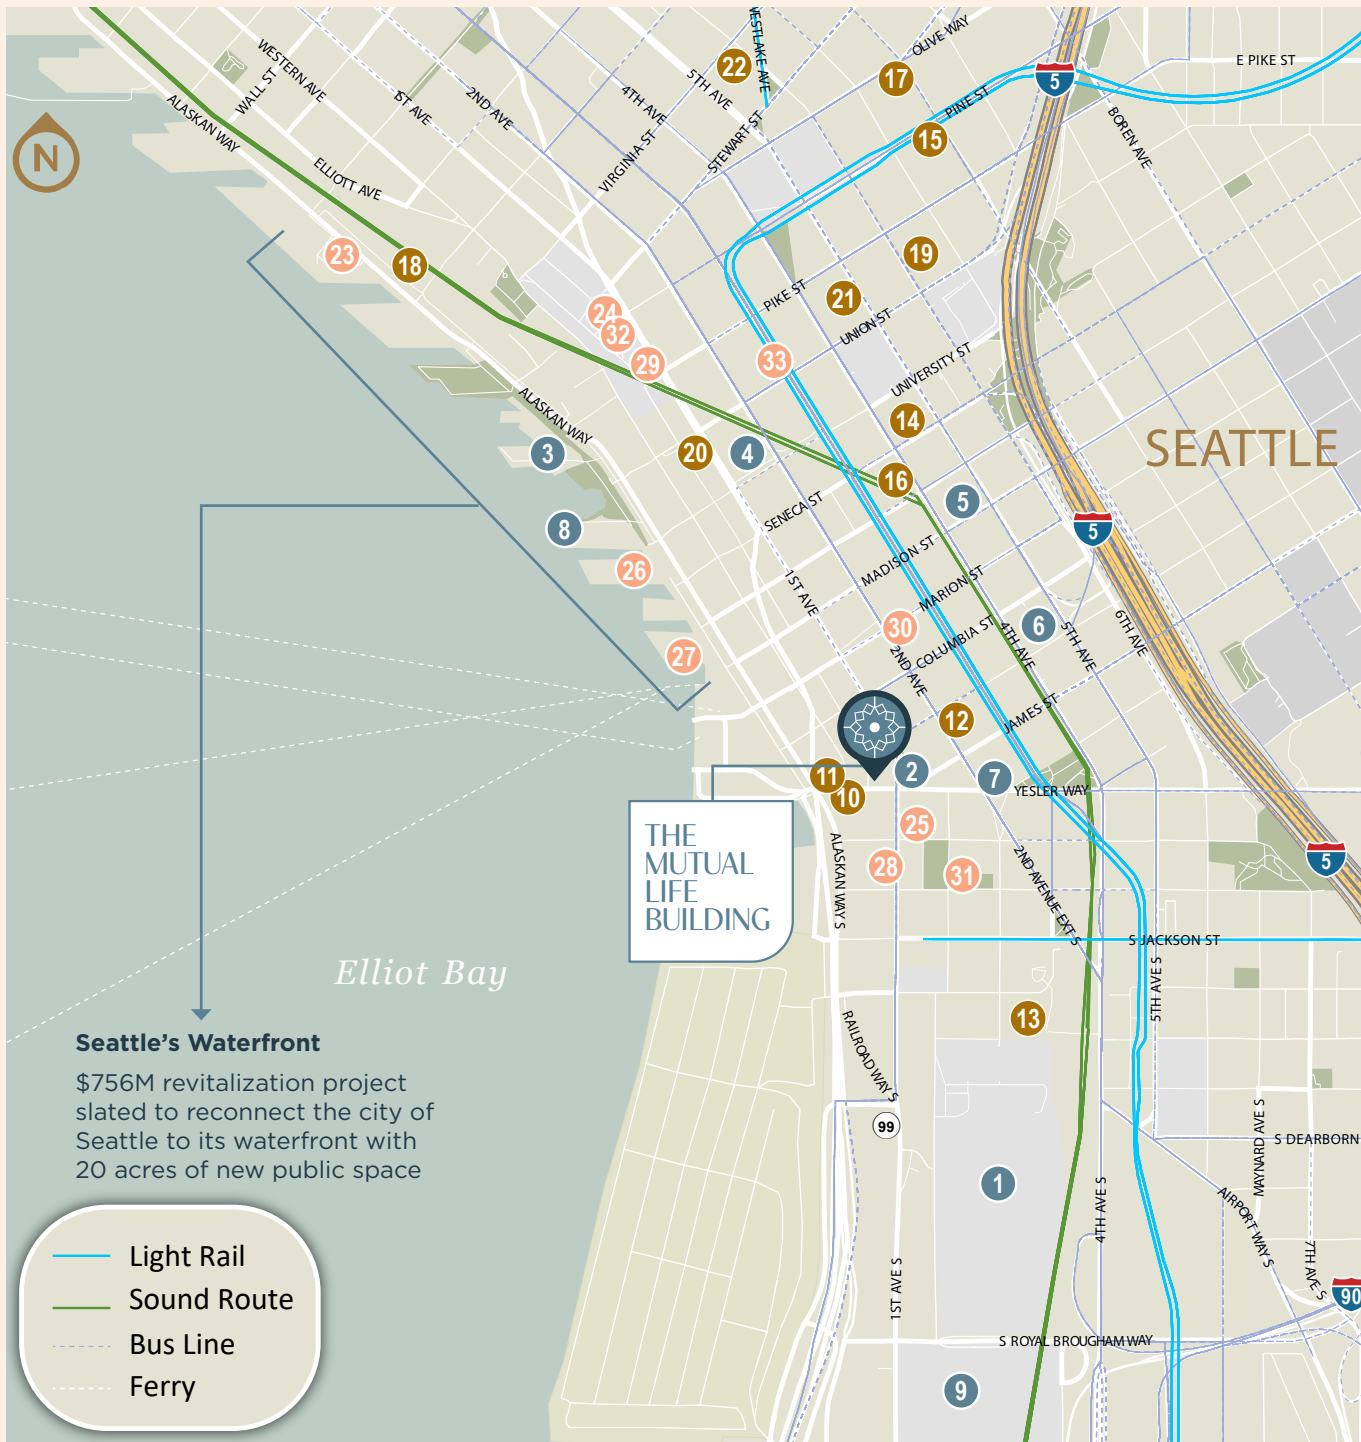 WESTLAKE AVE
OLIVE WAY
22
17
5
E PIKE ST
WESTERN AVE
WALL ST
1ST AVE
2ND AVE
4TH AVE
5TH AVE
PINE ST
ALASKAN WAY
15
BOREN AVE
N
ELLIOTT AVE
VIRGINIA ST
STEWART ST
23
18
19
24
32
PIKE ST
21
UNION ST
29
33
UNIVERSITY ST
ALASKAN WAY
14
SEATTLE
3
20
4
16
5
SENECA ST
8
5
MADISON ST
26
1ST AVE
MARION ST
30
COLUMBIA ST
4TH AVE
6
5TH AVE
6TH AVE
27
2ND AVE
12
JAMES ST
11
10
2
7
YESLER WAY
THE
MUTUAL
LIFE
BUILDING
25
28
31
ALASKAN WAY S
2ND AVENUE EXT S
5
S JACKSON ST
Elliot Bay
5TH AVE S
13
RAILROAD WAY S
Seattle's Waterfront
$756M revitalization project
slated to reconnect the city of
Seattle to its waterfront with
20 acres of new public space
99
MAYNARD AVE S
S DEARBORN
1
4TH AVE S
AIRPORT WAY S
7TH AVE S
90
1ST AVE S
S ROYAL BROUGHAM WAY
9
Light Rail
Sound Route
Bus Line
Ferry